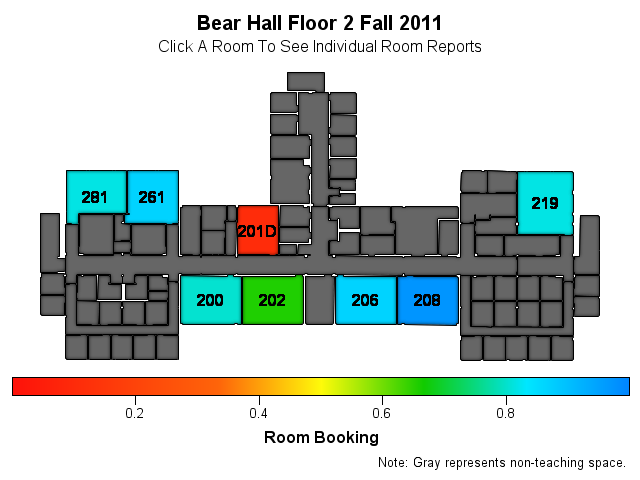 Bear Hall Floor 2 Fall 2011
Click A Room To See Individual Room Reports
281 261 219
201D
200 202 206 208
0.2 0.4 0.6 0.8
Room Booking
Note: Gray represents non-teaching space.